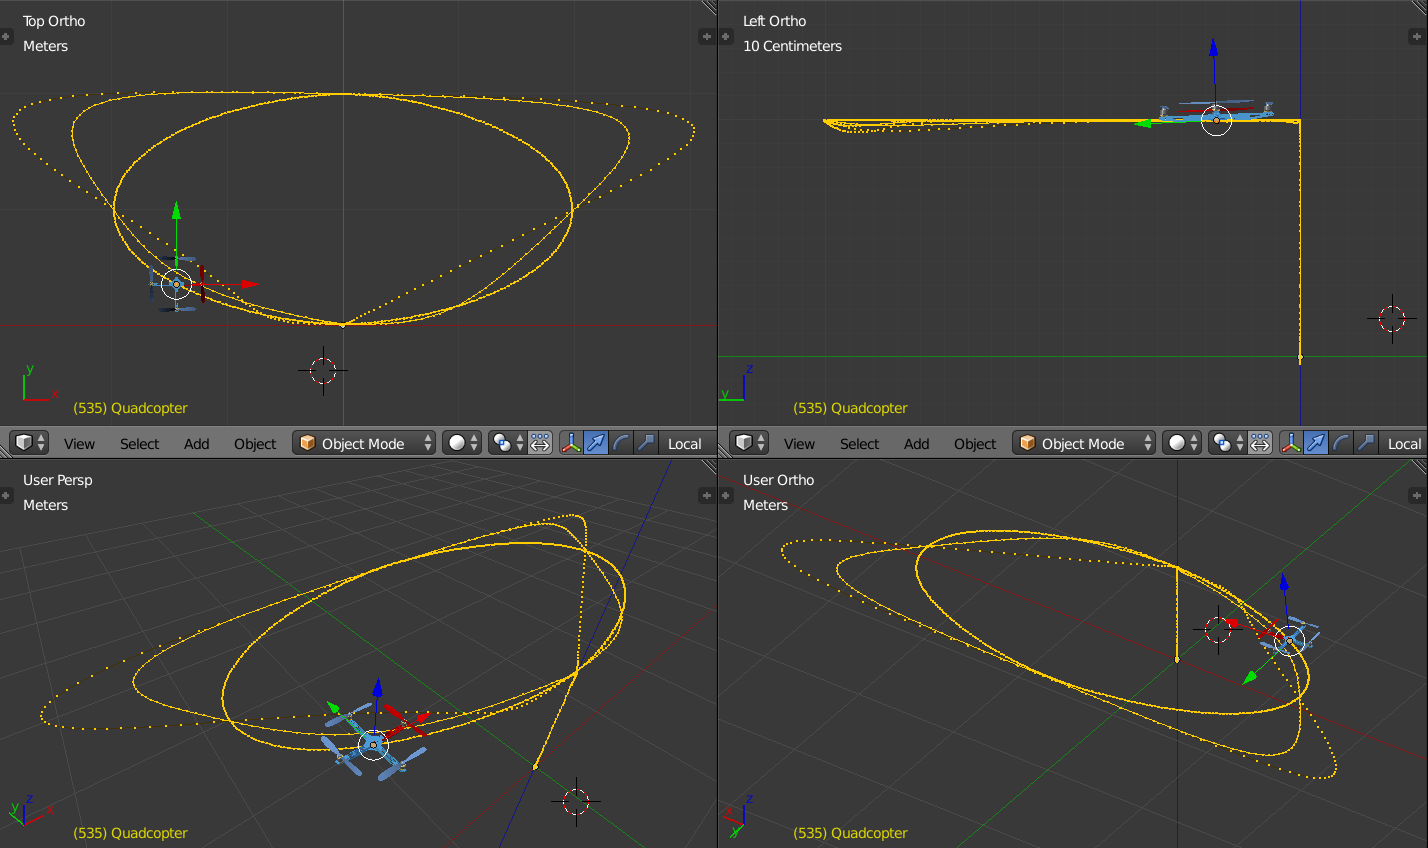 Top Ortho
Meters
y
x
(535) Quadcopter
View Select Add Object Object Mode Local
Left Ortho
10 Centimeters
z
y
(535) Quadcopter
View Select Add Object Object Mode Local
User Persp
Meters
z
y
x
(535) Quadcopter
User Ortho
Meters
z
x
y
(535) Quadcopter